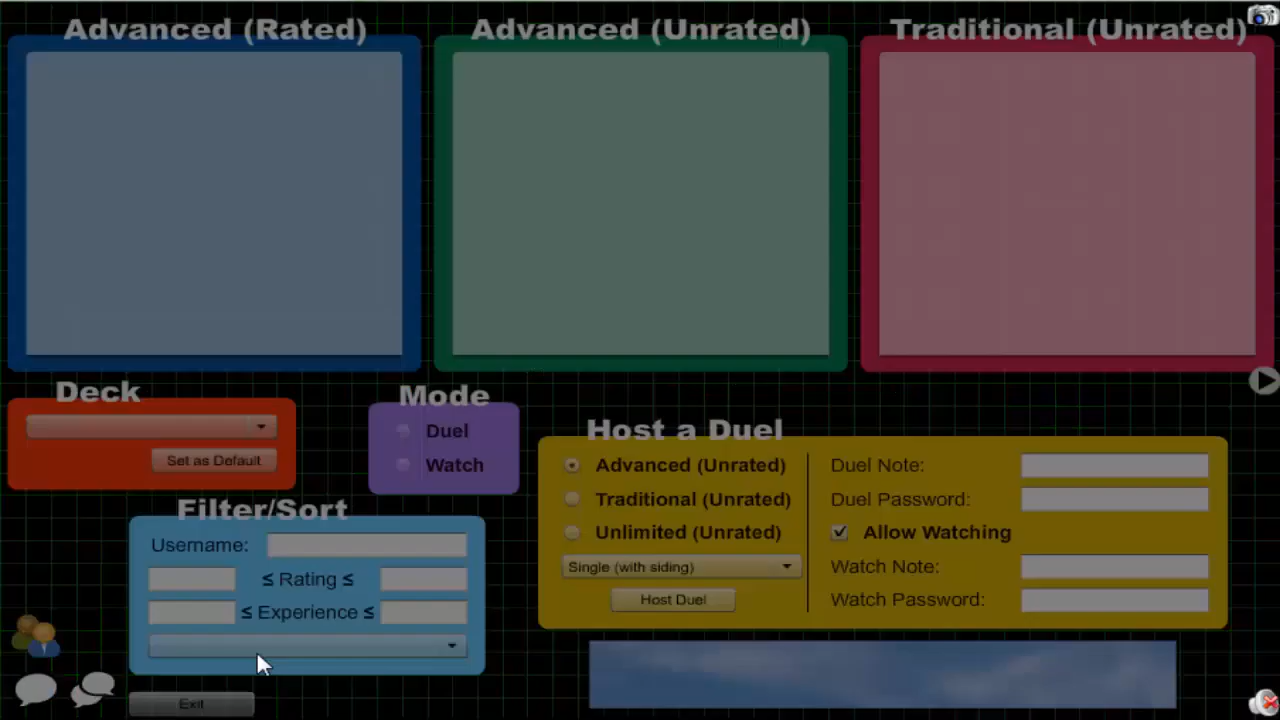 Advanced (Rated)
Advanced (Unrated)
Traditional (Unrated)
Deck
Set as Default
Mode
Duel
Watch
Filter/Sort
Username:
≤ Rating ≤
≤ Experience ≤
Exit
Host a Duel
Advanced (Unrated)
Traditional (Unrated)
Unlimited (Unrated)
Single (with siding)
Host Duel
Duel Note:
Duel Password:
Allow Watching
Watch Note:
Watch Password: